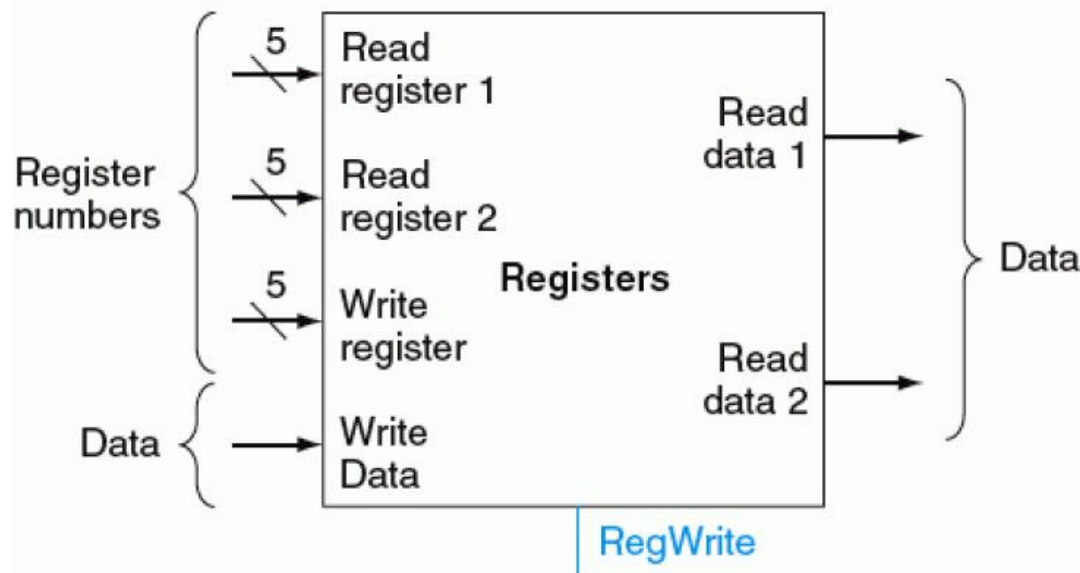 Register
numbers
Data
5
Read
register 1
5
Read
register 2
5
Write
register
Write
Data
Registers
Read
data 1
Read
data 2
Data
RegWrite